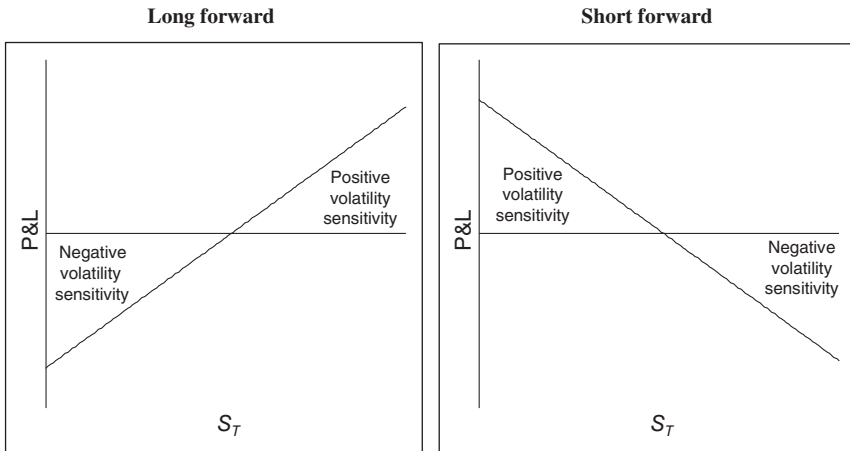 Long forward
P&L
Positive
volatility
sensitivity
Negative
volatility
sensitivity
S_T
Short forward
P&L
Positive
volatility
sensitivity
Negative
volatility
sensitivity
S_T